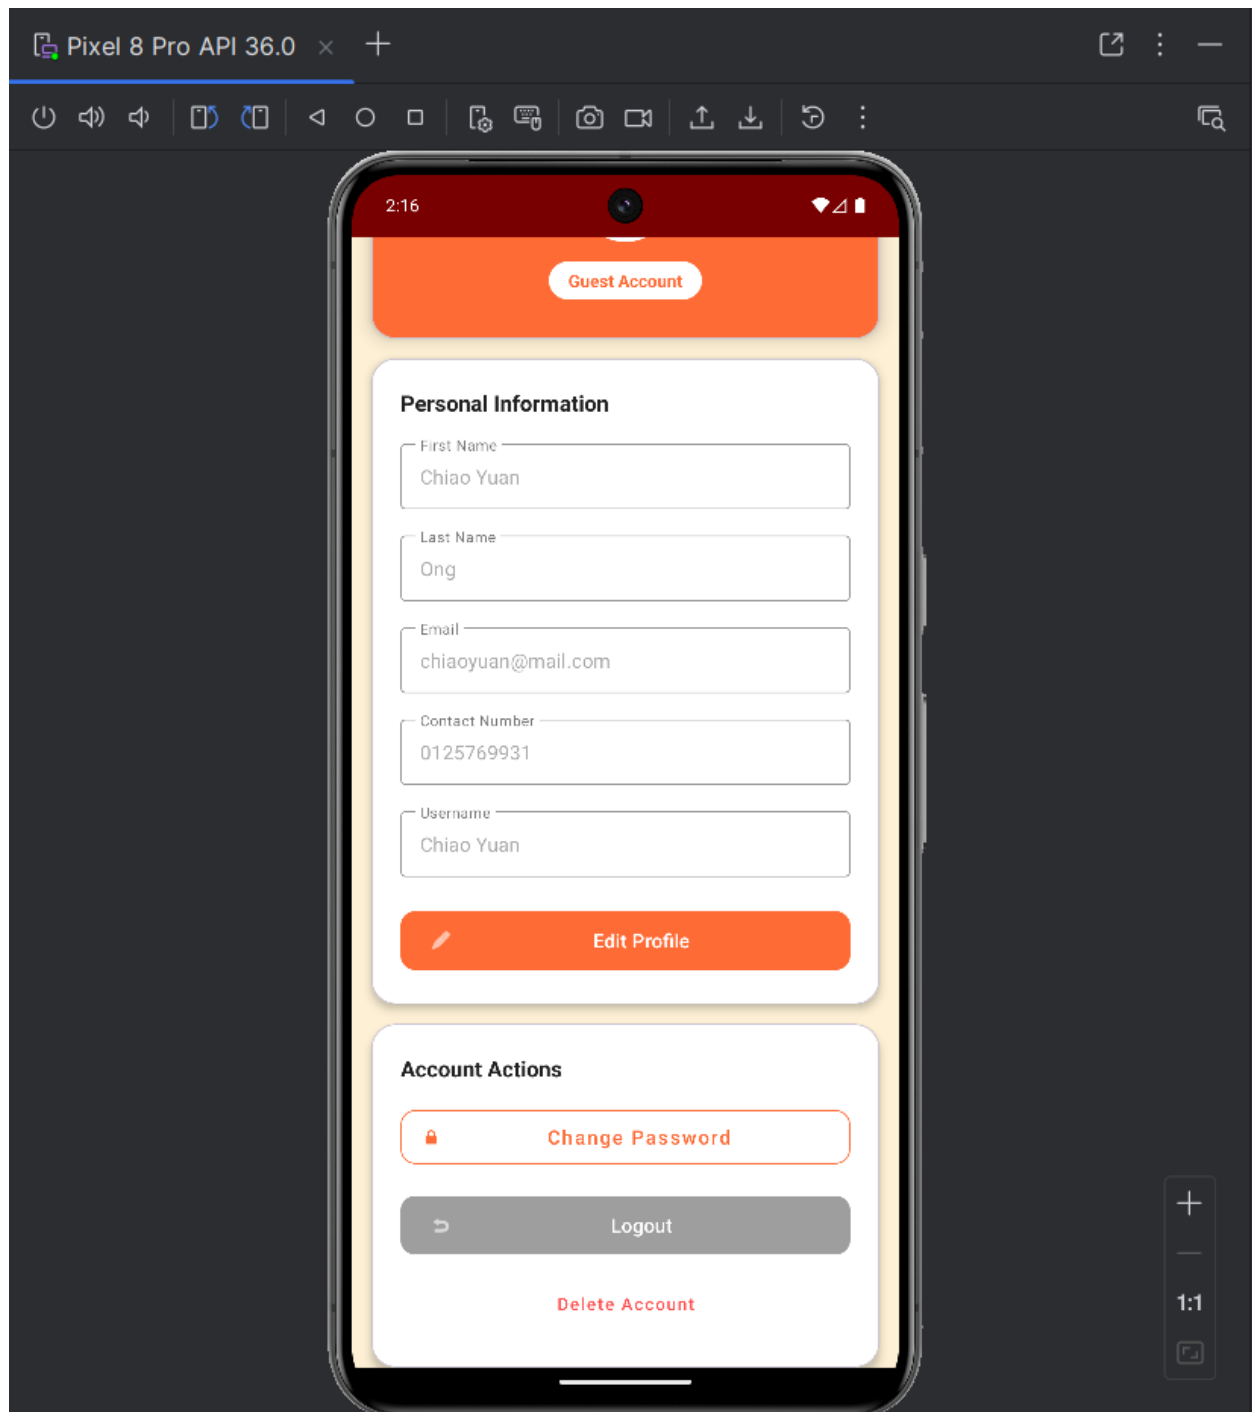 Pixel 8 Pro API 36.0
2:16
Guest Account
Personal Information
First Name
Chiao Yuan
Last Name
Ong
Email
chiaoyuan@mail.com
Contact Number
0125769931
Username
Chiao Yuan
Edit Profile
Account Actions
Change Password
Logout
Delete Account
1:1